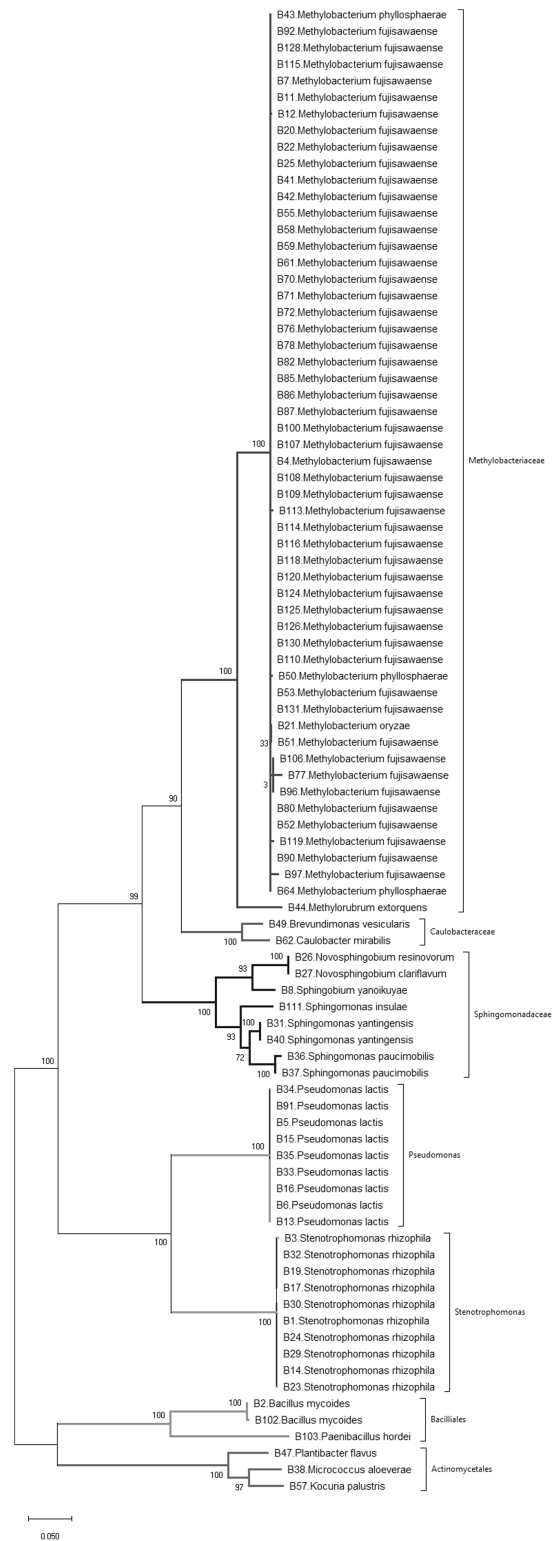 B43.Methylobacterium phyllosphaerae
B92.Methylobacterium fujisawaense
B128.Methylobacterium fujisawaense
B115.Methylobacterium fujisawaense
B7.Methylobacterium fujisawaense
B11.Methylobacterium fujisawaense
B12.Methylobacterium fujisawaense
B20.Methylobacterium fujisawaense
B22.Methylobacterium fujisawaense
B25.Methylobacterium fujisawaense
B41.Methylobacterium fujisawaense
B42.Methylobacterium fujisawaense
B55.Methylobacterium fujisawaense
B58.Methylobacterium fujisawaense
B59.Methylobacterium fujisawaense
B61.Methylobacterium fujisawaense
B70.Methylobacterium fujisawaense
B71.Methylobacterium fujisawaense
B72.Methylobacterium fujisawaense
B76.Methylobacterium fujisawaense
B78.Methylobacterium fujisawaense
B82.Methylobacterium fujisawaense
B85.Methylobacterium fujisawaense
B86.Methylobacterium fujisawaense
B87.Methylobacterium fujisawaense
B100.Methylobacterium fujisawaense
100 B107.Methylobacterium fujisawaense
B4.Methylobacterium fujisawaense Methylobacteriaceae
B108.Methylobacterium fujisawaense
B109.Methylobacterium fujisawaense
B113.Methylobacterium fujisawaense
B114.Methylobacterium fujisawaense
B116.Methylobacterium fujisawaense
B118.Methylobacterium fujisawaense
B120.Methylobacterium fujisawaense
B124.Methylobacterium fujisawaense
B125.Methylobacterium fujisawaense
B126.Methylobacterium fujisawaense
B130.Methylobacterium fujisawaense
B110.Methylobacterium fujisawaense
100 B50.Methylobacterium phyllosphaerae
B53.Methylobacterium fujisawaense
B131.Methylobacterium fujisawaense
B21.Methylobacterium oryzae
33 B51.Methylobacterium fujisawaense
B106.Methylobacterium fujisawaense
B77.Methylobacterium fujisawaense
3 B96.Methylobacterium fujisawaense
90 B80.Methylobacterium fujisawaense
B52.Methylobacterium fujisawaense
B119.Methylobacterium fujisawaense
B90.Methylobacterium fujisawaense
B97.Methylobacterium fujisawaense
99 B64.Methylobacterium phyllosphaerae
B44.Methylorubrum extorquens
B49.Brevundimonas vesicularis
Caulobacteraceae
100 B62.Caulobacter mirabilis
100 B26.Novosphingobium resinovorum
93 B27.Novosphingobium clariflavum
B8.Sphingobium yanoikuyae
100 B111.Sphingomonas insulae Sphingomonadaceae
100 B31.Sphingomonas yantingensis
93 B40.Sphingomonas yantingensis
72 B36.Sphingomonas paucimobilis
100 100 B37.Sphingomonas paucimobilis
B34.Pseudomonas lactis
B91.Pseudomonas lactis
B5.Pseudomonas lactis
B15.Pseudomonas lactis
100 B35.Pseudomonas lactis Pseudomonas
B33.Pseudomonas lactis
B16.Pseudomonas lactis
B6.Pseudomonas lactis
B13.Pseudomonas lactis
100 B3.Stenotrophomonas rhizophila
B32.Stenotrophomonas rhizophila
B19.Stenotrophomonas rhizophila
B17.Stenotrophomonas rhizophila
B30.Stenotrophomonas rhizophila
Stenotrophomonas
100 B1.Stenotrophomonas rhizophila
B24.Stenotrophomonas rhizophila
B29.Stenotrophomonas rhizophila
B14.Stenotrophomonas rhizophila
B23.Stenotrophomonas rhizophila
100 B2.Bacillus mycoides
100 B102.Bacillus mycoides Bacilliales
B103.Paenibacillus hordei
B47.Plantibacter flavus
100 B38.Micrococcus aloeverae Actinomycetales
97 B57.Kocuria palustris
0.050